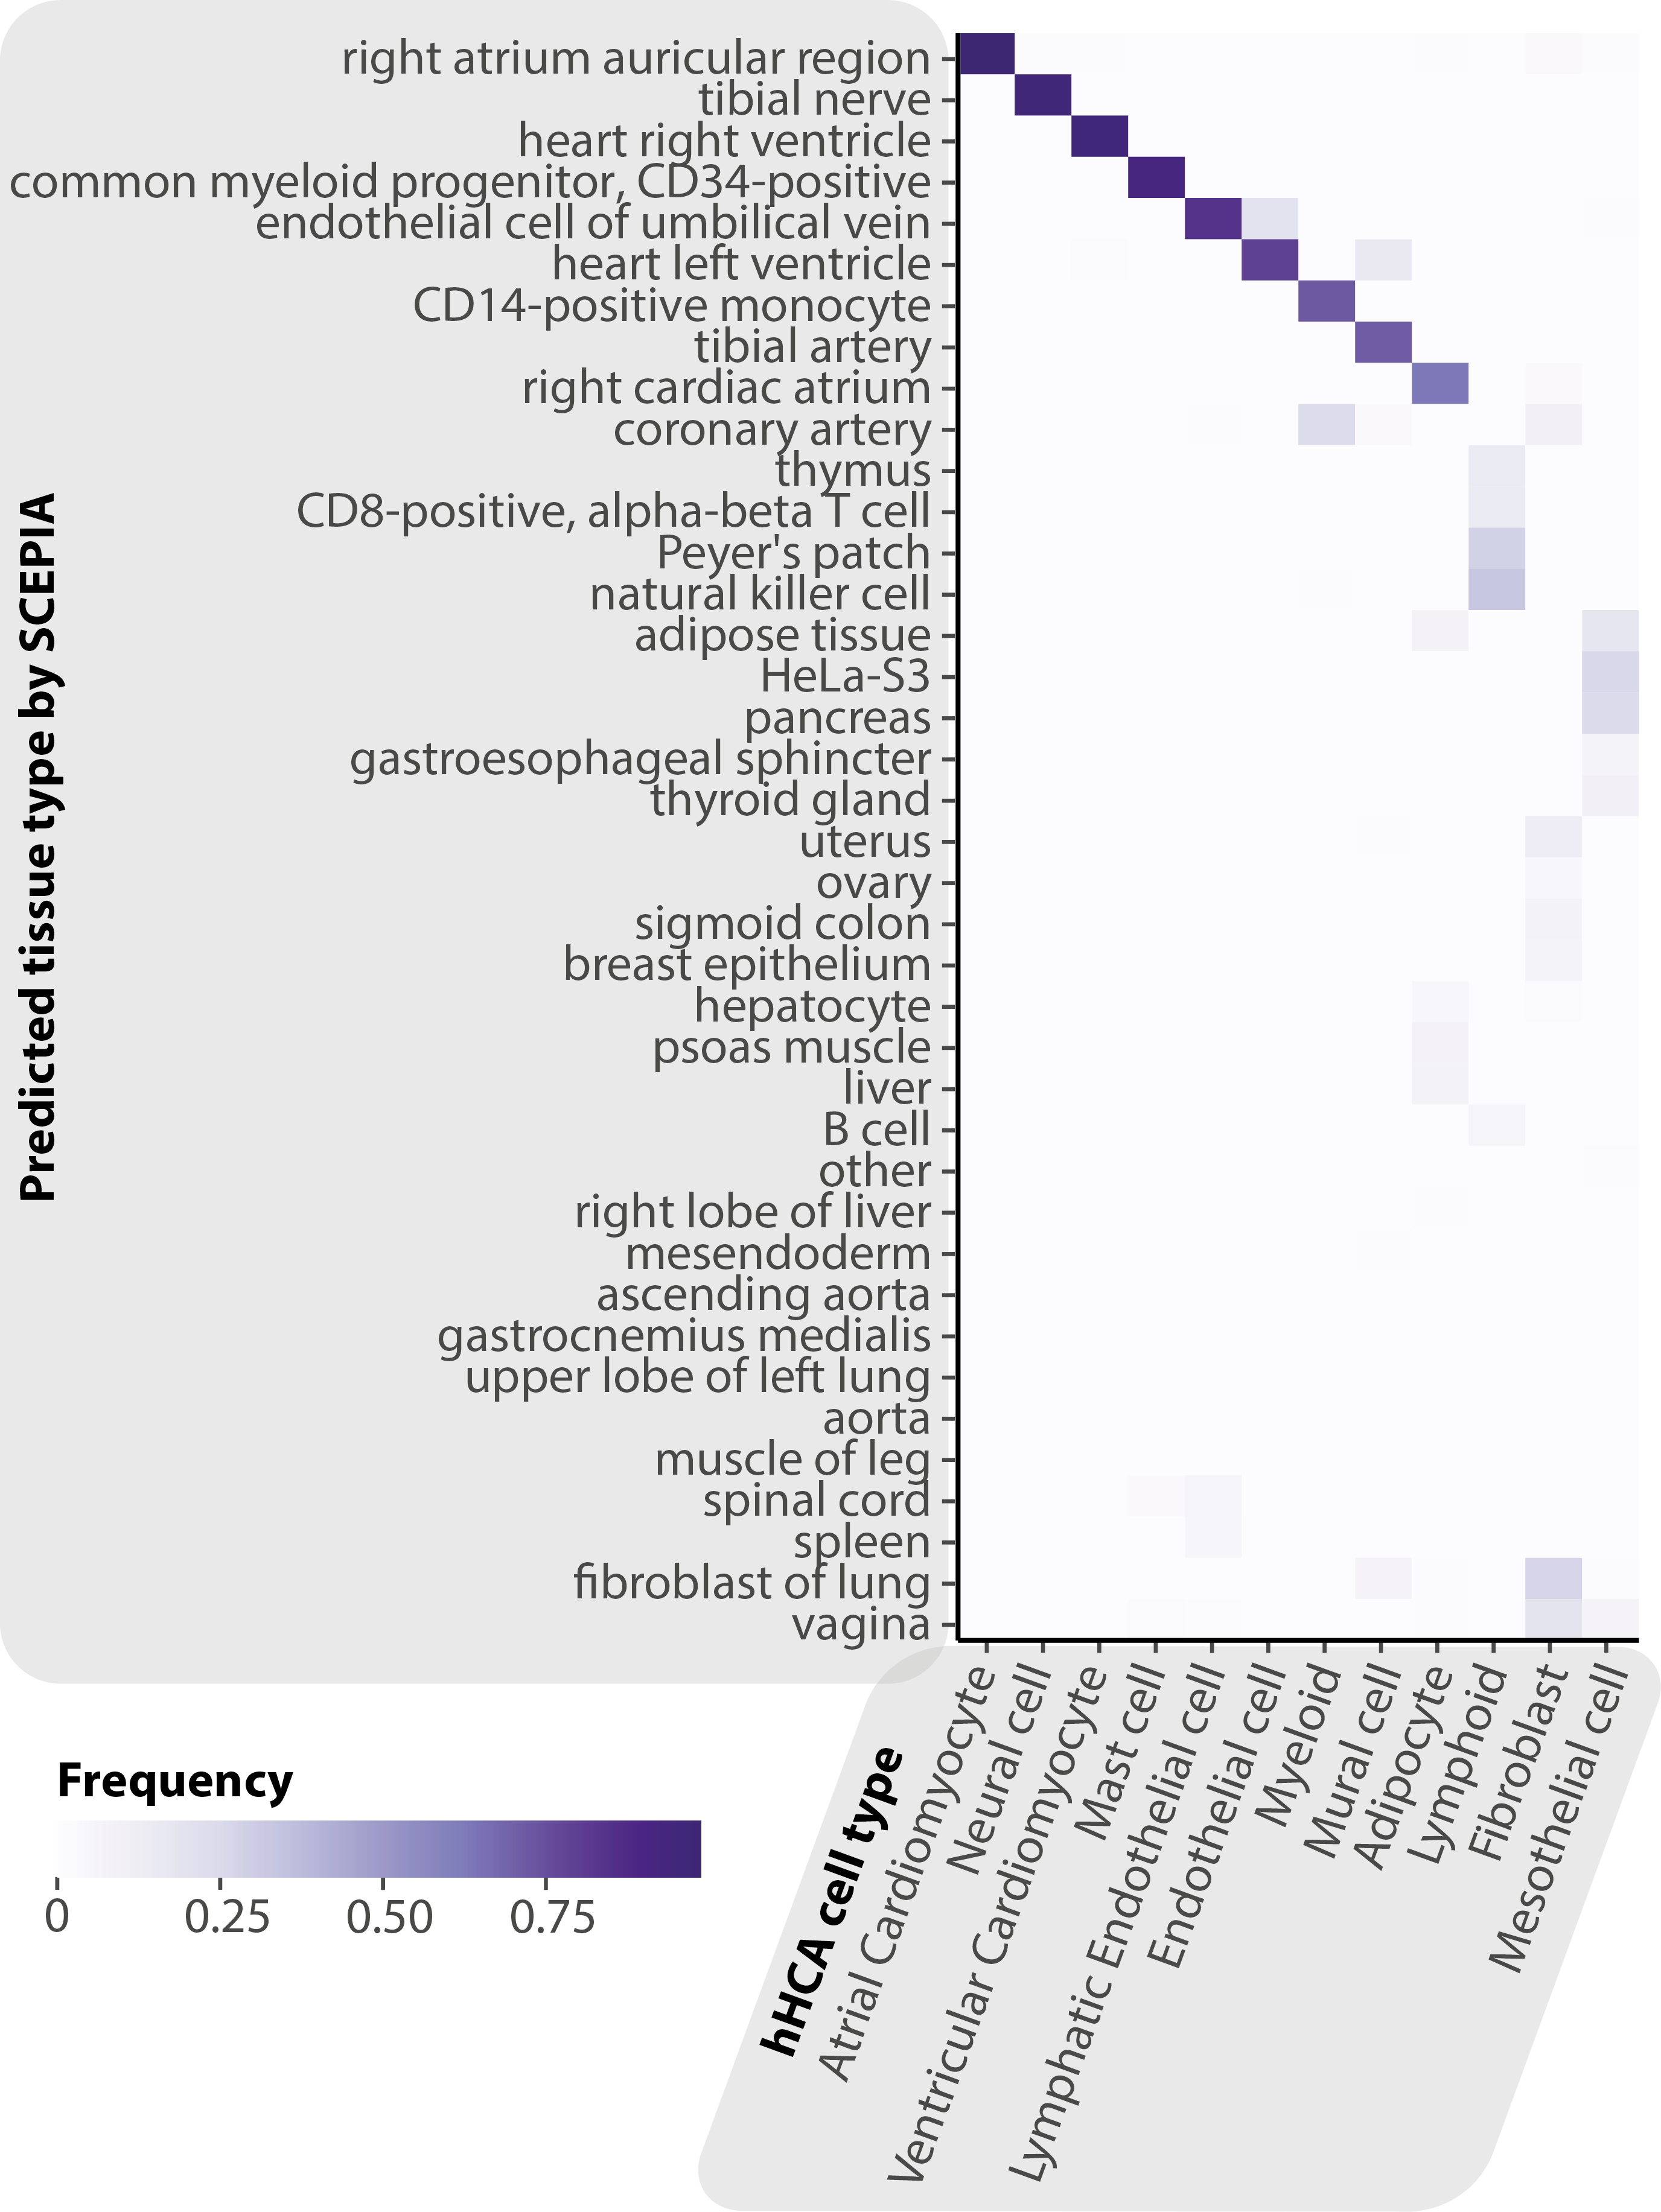 Predicted tissue type by SCEPIA
right atrium auricular region
tibial nerve
heart right ventricle
common myeloid progenitor, CD34-positive
endothelial cell of umbilical vein
heart left ventricle
CD14-positive monocyte
tibial artery
right cardiac atrium
coronary artery
thymus
CD8-positive, alpha-beta T cell
Peyer's patch
natural killer cell
adipose tissue
HeLa-S3
pancreas
gastroesophageal sphincter
thyroid gland
uterus
ovary
sigmoid colon
breast epithelium
hepatocyte
psoas muscle
liver
B cell
other
right lobe of liver
mesendoderm
ascending aorta
gastrocnemius medialis
upper lobe of left lung
aorta
muscle of leg
spinal cord
spleen
fibroblast of lung
vagina
Frequency
0 0.25 0.50 0.75
hHCA cell type
Atrial Cardiomyocyte
Neural cell
Ventricular Cardiomyocyte
Mast cell
Lymphatic Endothelial cell
Endothelial cell
Myeloid
Mural cell
Adipocyte
Lymphoid
Fibroblast
Mesothelial cell